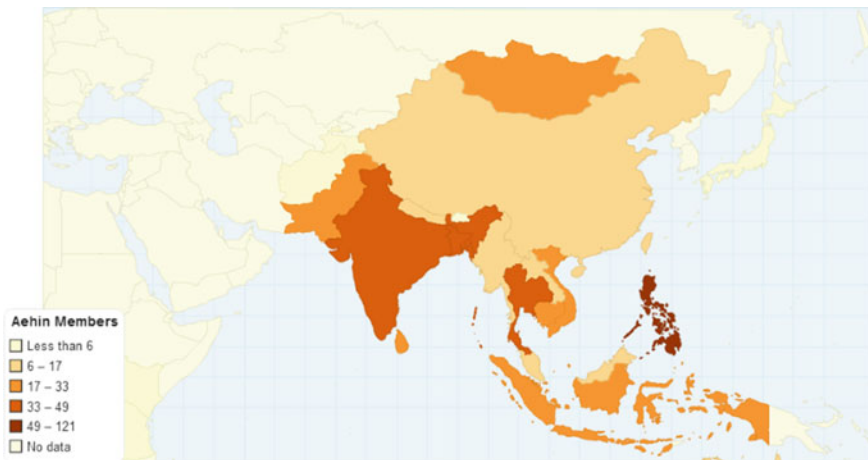 Aehin Members
Less than 6
6 – 17
17 – 33
33 – 49
49 – 121
No data